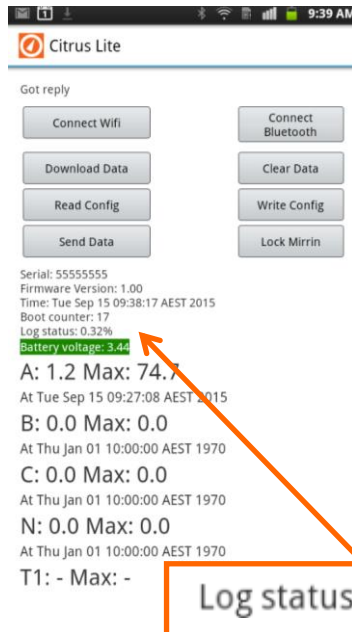 9:39 AM
Citrus Lite
Got reply
Connect Wifi
Connect Bluetooth
Download Data
Clear Data
Read Config
Write Config
Send Data
Lock Mirrin
Serial: 55555555
Firmware Version: 1.00
Time: Tue Sep 15 09:38:17 AEST 2015
Boot counter: 17
Log status: 0.32%
Battery voltage: 3.44
A: 1.2 Max: 74.7
At Tue Sep 15 09:27:08 AEST 2015
B: 0.0 Max: 0.0
At Thu Jan 01 10:00:00 AEST 1970
C: 0.0 Max: 0.0
At Thu Jan 01 10:00:00 AEST 1970
N: 0.0 Max: 0.0
At Thu Jan 01 10:00:00 AEST 1970
T1: - Max: -
Log status